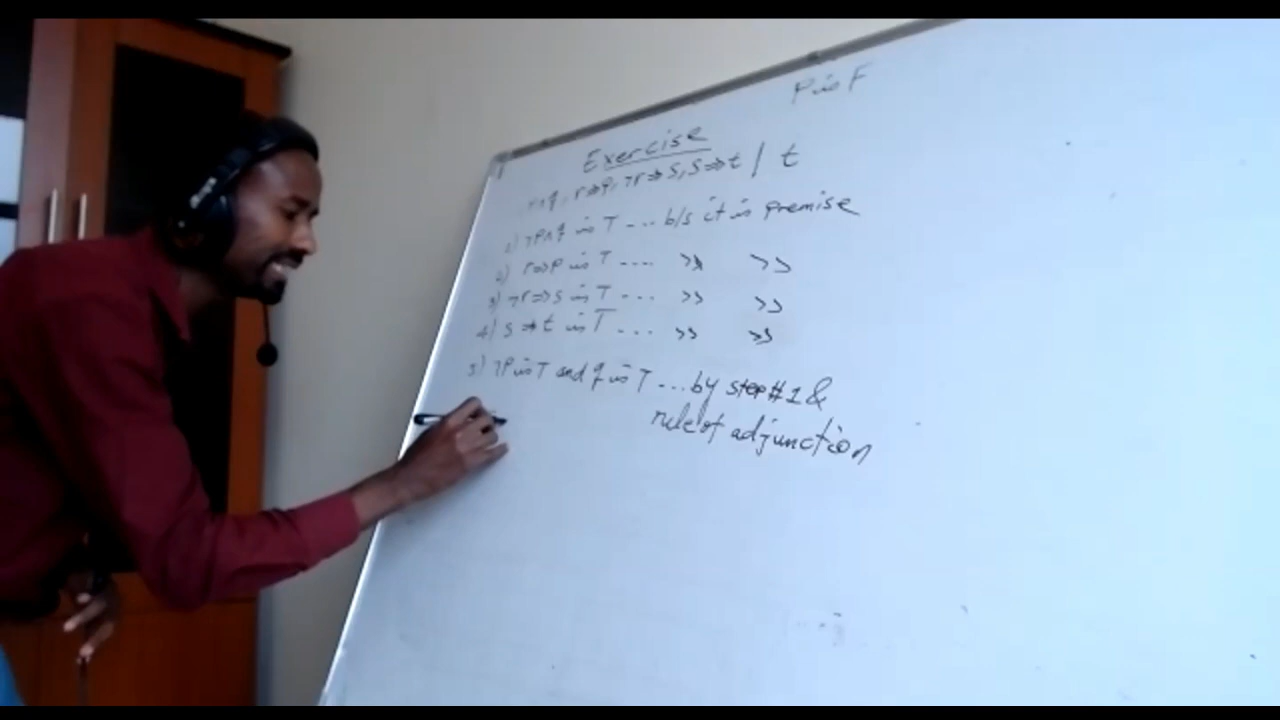 P is F
Exercise
¬P∧q, r⇒P, ¬r⇒s, s⇒t / t
1) ¬P∧q is T ... b/s it is premise
2) r⇒P is T .... >> >>
3) ¬r⇒s is T ... >> >>
4) s⇒t is T ... >> >>
5) ¬P is T and q is T ... by step #1 &
rule of adjunction